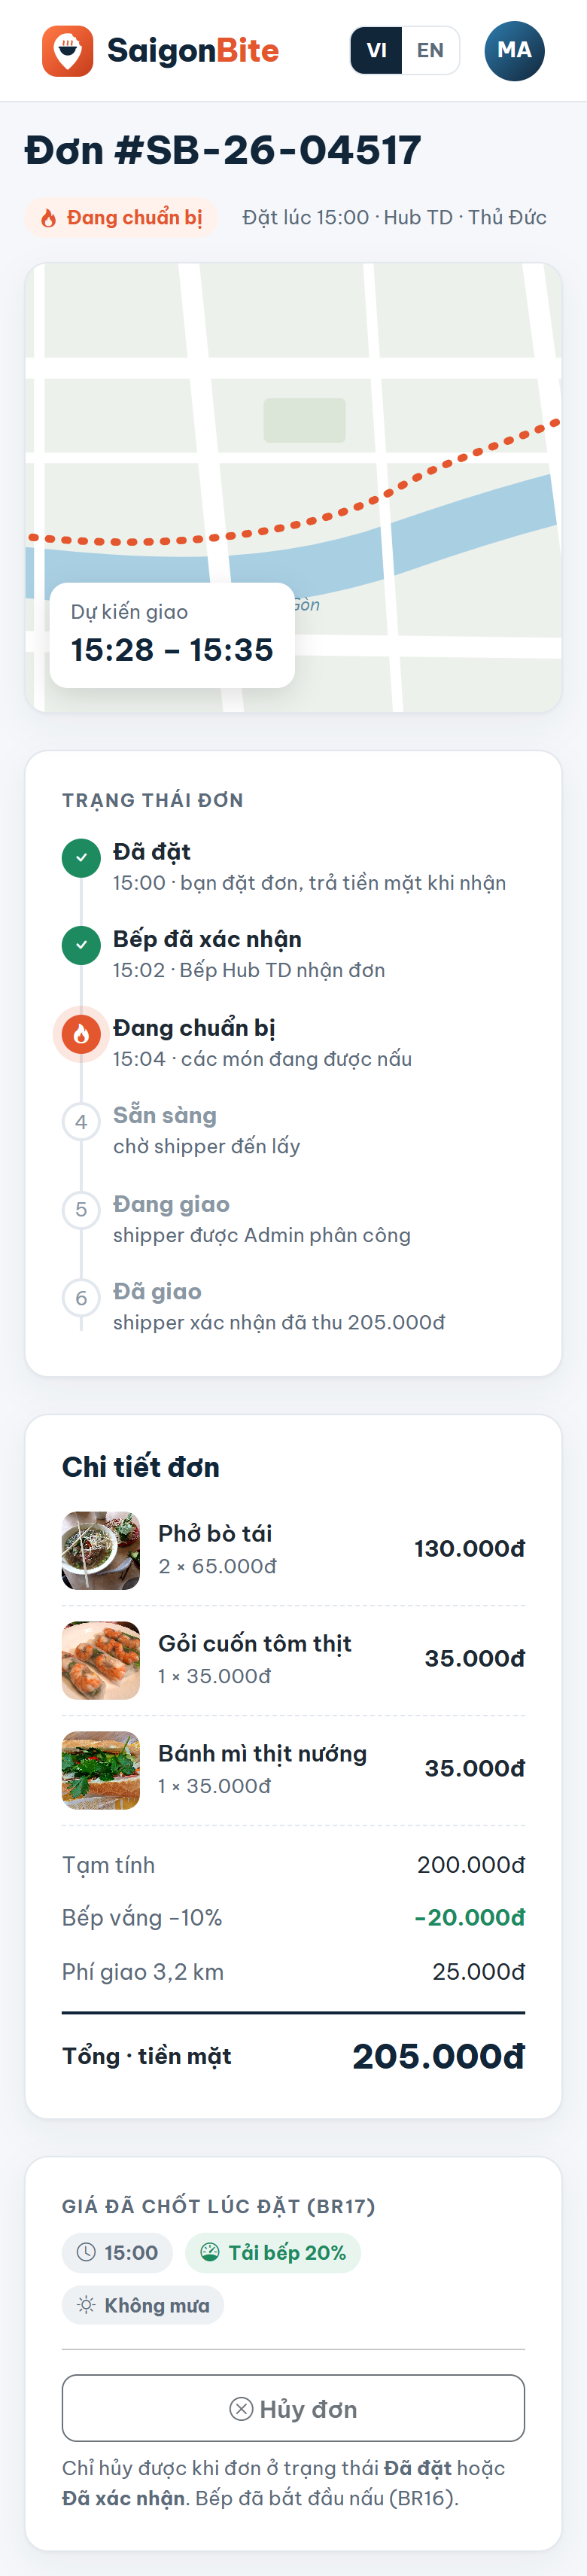 SaigonBite
VI
EN
MA
Đơn #SB-26-04517
Đang chuẩn bị
Đặt lúc 15:00 · Hub TD · Thủ Đức
Gòn
Dự kiến giao
15:28 – 15:35
TRẠNG THÁI ĐƠN
Đã đặt
15:00 · bạn đặt đơn, trả tiền mặt khi nhận
Bếp đã xác nhận
15:02 · Bếp Hub TD nhận đơn
Đang chuẩn bị
15:04 · các món đang được nấu
4 Sẵn sàng
chờ shipper đến lấy
5 Đang giao
shipper được Admin phân công
6 Đã giao
shipper xác nhận đã thu 205.000đ
Chi tiết đơn
Phở bò tái
2 × 65.000đ
130.000đ
Gỏi cuốn tôm thịt
1 × 35.000đ
35.000đ
Bánh mì thịt nướng
1 × 35.000đ
35.000đ
Tạm tính 200.000đ
Bếp vắng −10% −20.000đ
Phí giao 3,2 km 25.000đ
Tổng · tiền mặt 205.000đ
GIÁ ĐÃ CHỐT LÚC ĐẶT (BR17)
15:00
Tải bếp 20%
Không mưa
Hủy đơn
Chỉ hủy được khi đơn ở trạng thái Đã đặt hoặc
Đã xác nhận. Bếp đã bắt đầu nấu (BR16).